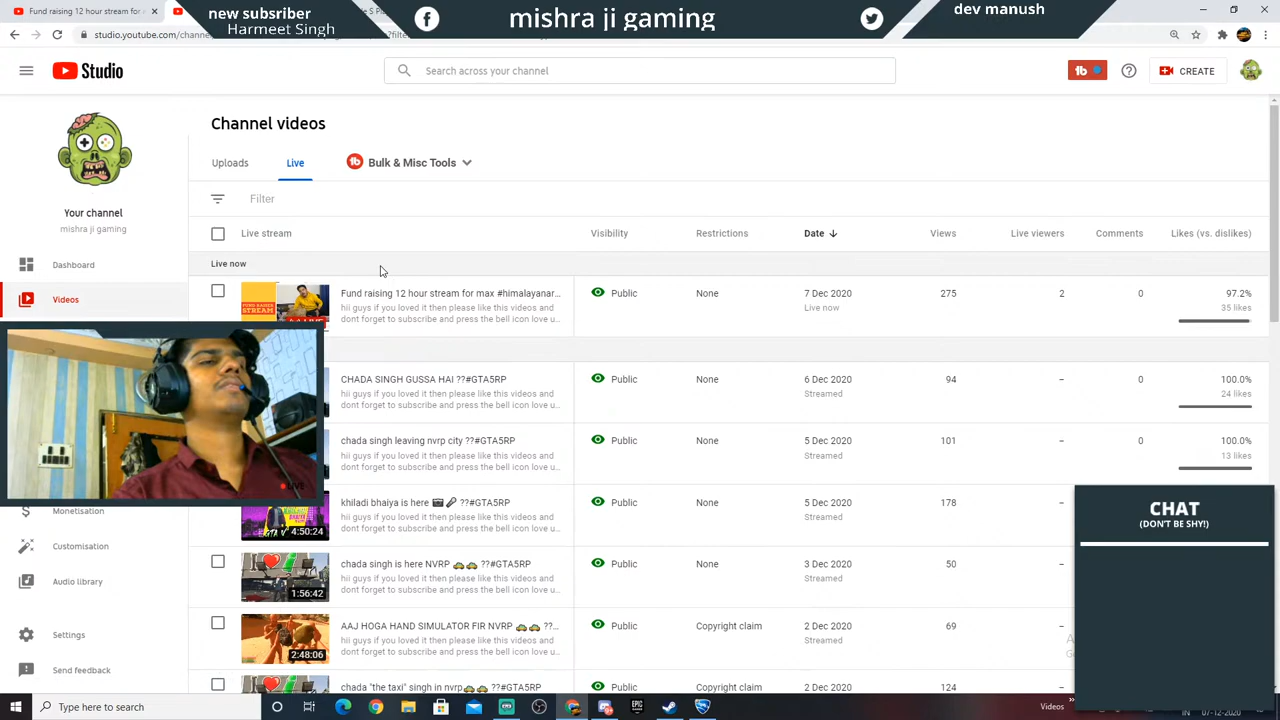 Fund raising 12 hour stream for
new subsriber
Harmeet Singh
mishra ji gaming
dev manush
studio.youtube.com/chann
Studio
Search across your channel
CREATE
Channel videos
Uploads
Live
Bulk & Misc Tools
Your channel
mishra ji gaming
Filter
Live stream
Visibility
Restrictions
Date
Views
Live viewers
Comments
Likes (vs. dislikes)
Dashboard
Videos
Live now
Fund raising 12 hour stream for max #himalayanar...
hii guys if you loved it then please like this videos and
dont forget to subscribe and press the bell icon love u...
Public
None
7 Dec 2020
Live now
275
2
0
97.2%
35 likes
FUND RAISER
STREAM
CHADA SINGH GUSSA HAI ??#GTA5RP
hii guys if you loved it then please like this videos and
dont forget to subscribe and press the bell icon love u...
Public
None
6 Dec 2020
Streamed
94
–
0
100.0%
24 likes
chada singh leaving nvrp city ??#GTA5RP
hii guys if you loved it then please like this videos and
dont forget to subscribe and press the bell icon love u...
Public
None
5 Dec 2020
Streamed
101
–
0
100.0%
13 likes
LIVE
khiladi bhaiya is here 📷🎤 ??#GTA5RP
hii guys if you loved it then please like this videos and
dont forget to subscribe and press the bell icon love u...
4:50:24
Public
None
5 Dec 2020
Streamed
178
–
chada singh is here NVRP 🚕🚕 ??#GTA5RP
hii guys if you loved it then please like this videos and
dont forget to subscribe and press the bell icon love u...
1:56:42
Public
None
3 Dec 2020
Streamed
50
–
AAJ HOGA HAND SIMULATOR FIR NVRP 🚕🚕 ??...
hii guys if you loved it then please like this videos and
dont forget to subscribe and press the bell icon love u...
2:48:06
Public
Copyright claim
2 Dec 2020
Streamed
69
–
chada "the taxi" singh in nvrp🚕🚕 ??#GTA5RP
Public
Copyright claim
2 Dec 2020
124
–
Monetisation
Customisation
Audio library
Settings
Send feedback
CHAT
(DON'T BE SHY!)
Type here to search
Videos
IN
07-12-2020